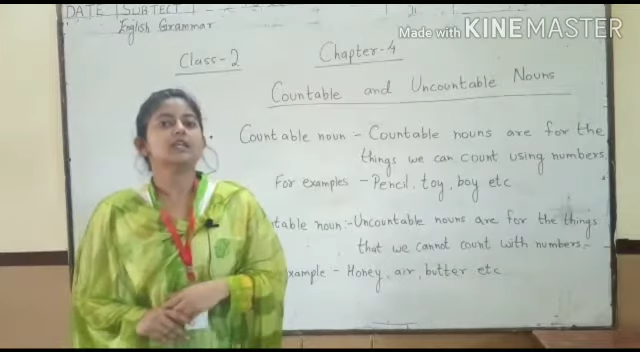 DATE SUBJECT
Made with KINEMASTER
English Grammar
Class-2 Chapter-4
Countable and Uncountable Nouns
Countable noun - Countable nouns are for the
things we can count using numbers.
For examples - Pencil, toy, boy etc
table noun:- Uncountable nouns are for the things
that we cannot count with numbers.-
xample - Honey, air, butter etc